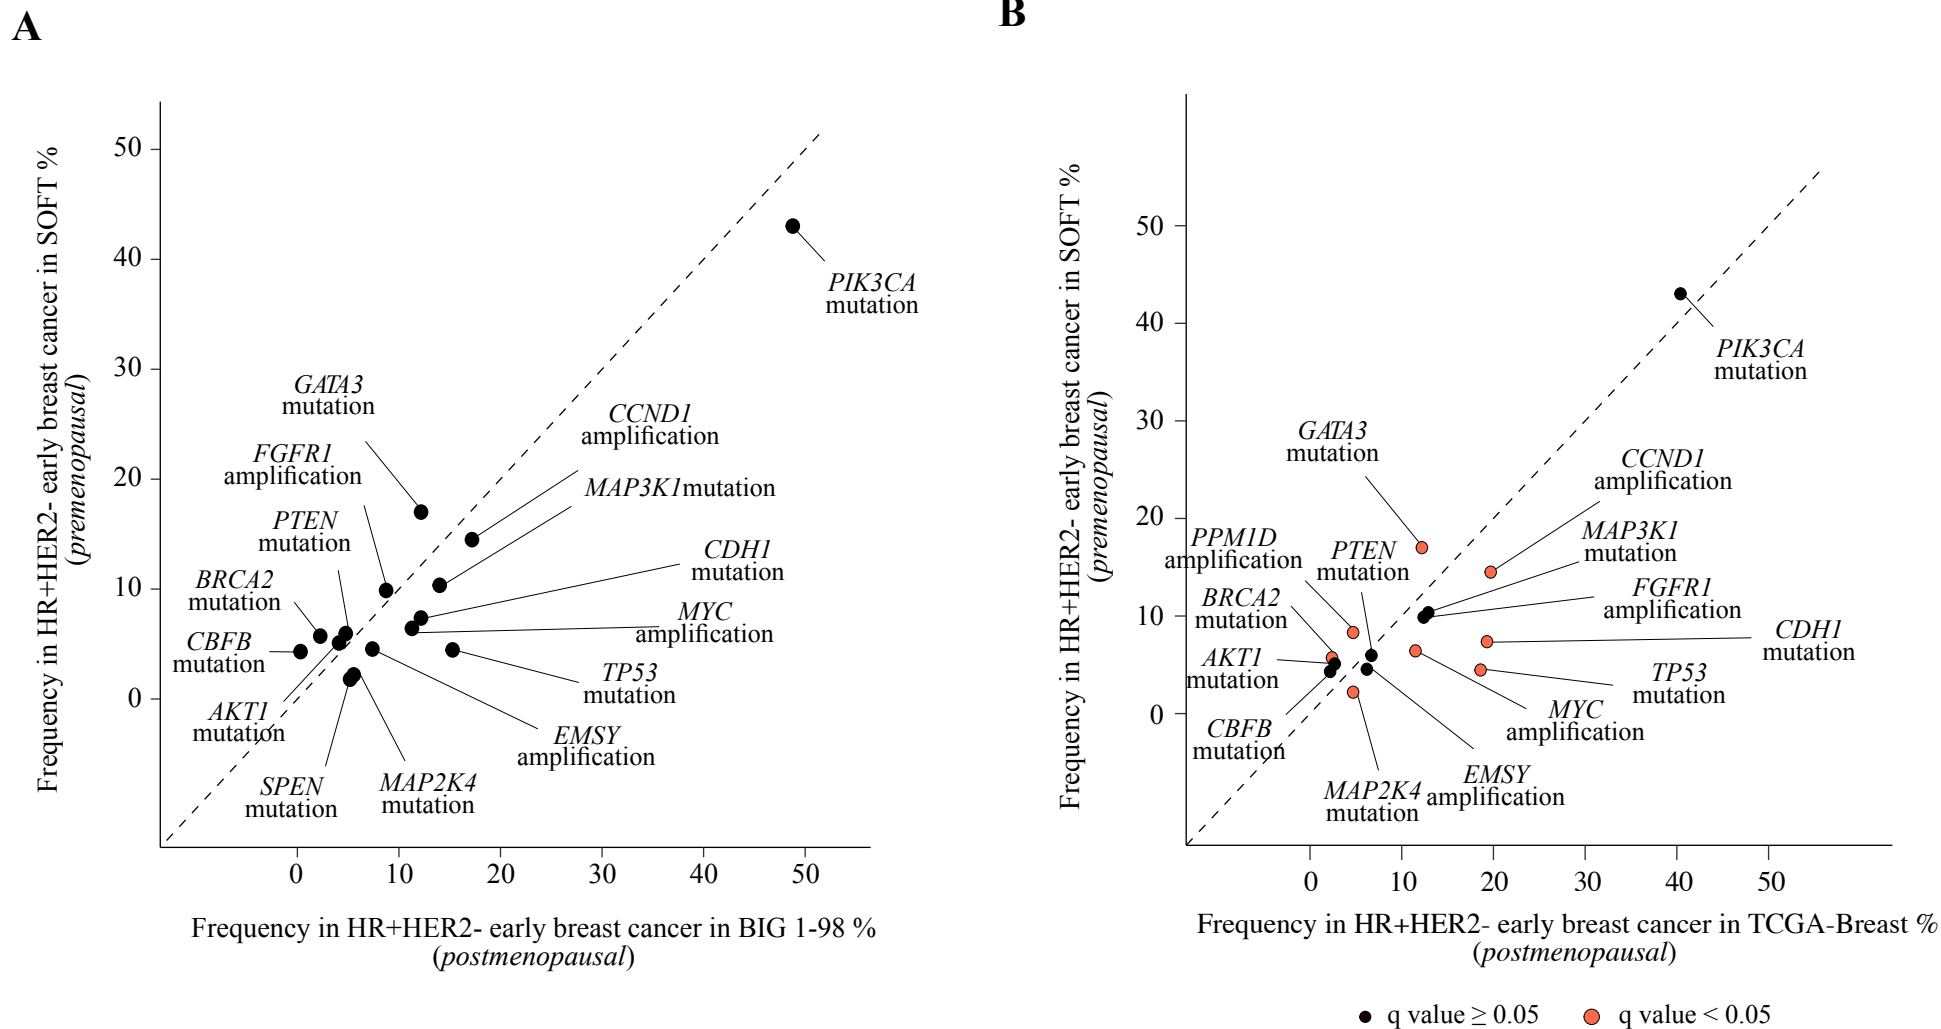 A
Frequency in HR+HER2- early breast cancer in SOFT %
(premenopausal)
50
40
30
20
10
0
PIK3CA
mutation
GATA3
mutation
CCND1
amplification
FGFR1
amplification
MAP3K1 mutation
PTEN
mutation
CDH1
mutation
BRCA2
mutation
MYC
amplification
CBFB
mutation
TP53
mutation
AKT1
mutation
EMSY
amplification
SPEN
mutation
MAP2K4
mutation
0 10 20 30 40 50
Frequency in HR+HER2- early breast cancer in BIG 1-98 %
(postmenopausal)
B
Frequency in HR+HER2- early breast cancer in SOFT %
(premenopausal)
50
40
30
20
10
0
PIK3CA
mutation
GATA3
mutation
CCND1
amplification
PPM1D
amplification
PTEN
mutation
MAP3K1
mutation
BRCA2
mutation
FGFR1
amplification
CDH1
mutation
AKT1
mutation
TP53
mutation
CBFB
mutation
MYC
amplification
MAP2K4
mutation
EMSY
amplification
0 10 20 30 40 50
Frequency in HR+HER2- early breast cancer in TCGA-Breast %
(postmenopausal)
q value ≥ 0.05
q value < 0.05